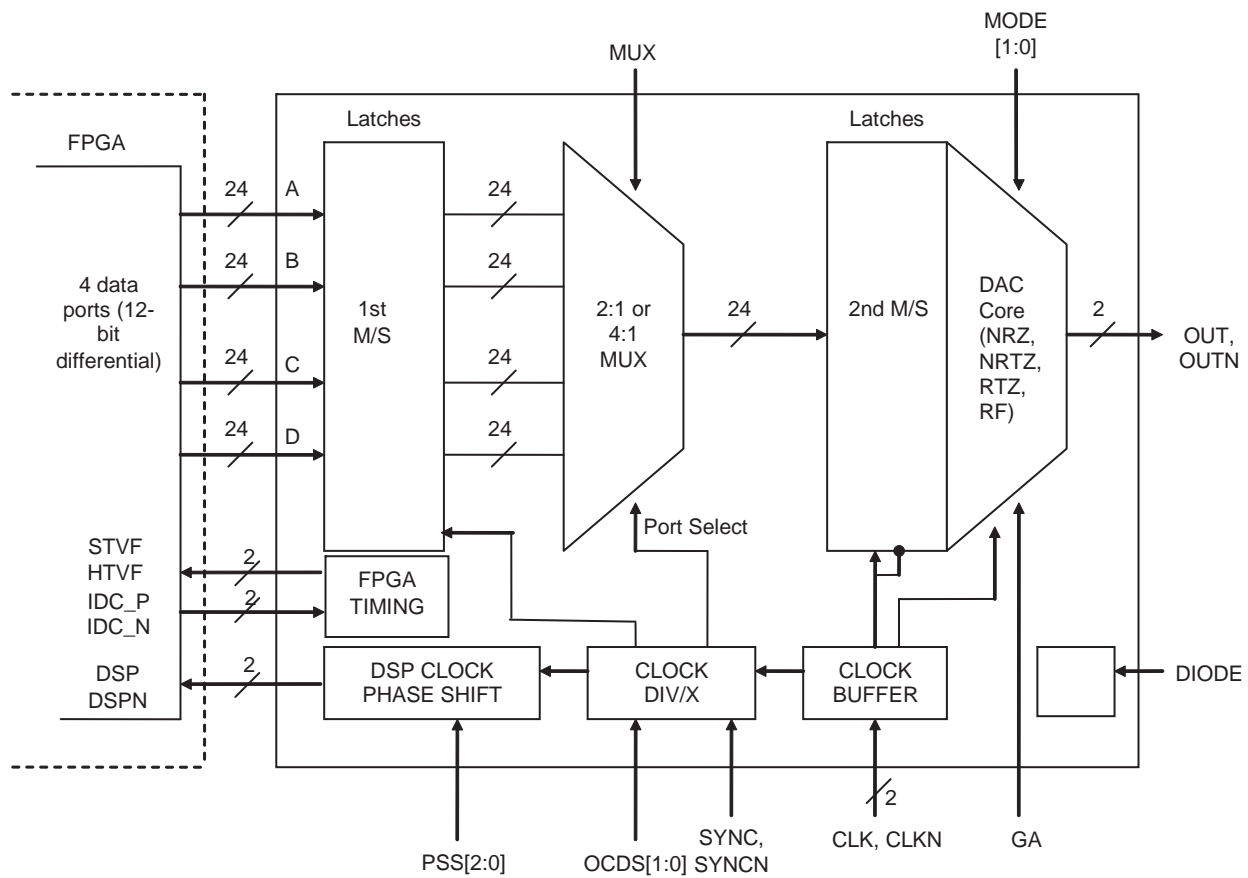 MUX
MODE
[1:0]
FPGA
Latches
Latches
24
A
24
24
B
24
24
C
24
24
D
24
4 data
ports (12-
bit
differential)
1st
M/S
2:1 or
4:1
MUX
24
2nd M/S
DAC
Core
(NRZ,
NRTZ,
RTZ,
RF)
2
OUT,
OUTN
Port Select
STVF
HTVF
2
IDC_P
IDC_N
2
FPGA
TIMING
DSP
DSPN
2
DSP CLOCK
PHASE SHIFT
CLOCK
DIV/X
CLOCK
BUFFER
DIODE
2
PSS[2:0]
OCDS[1:0]
SYNC,
SYNCN
CLK, CLKN
GA